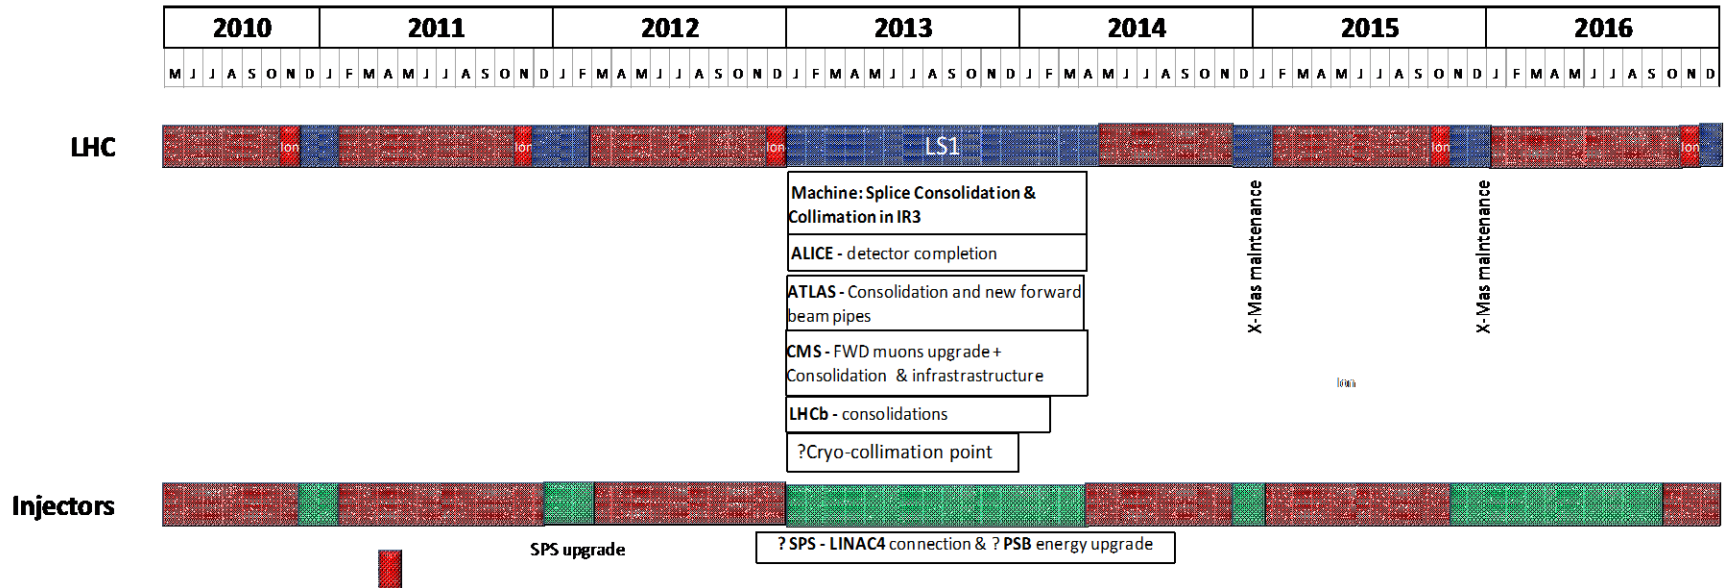 2010 2011 2012 2013 2014 2015 2016
M J J A S O N D J F M A M J J A S O N D J F M A M J J A S O N D J F M A M J J A S O N D J F M A M J J A S O N D J F M A M J J A S O N D J F M A M J J A S O N D
LHC
Ion Ion Ion LS1 Ion Ion
Machine: Splice Consolidation &
Collimation in IR3
ALICE - detector completion
ATLAS - Consolidation and new forward
beam pipes
CMS - FWD muons upgrade +
Consolidation & infrastrastructure
LHCb - consolidations
?Cryo-collimation point
X-Mas maintenance
X-Mas maintenance
Ion
Injectors
SPS upgrade
? SPS - LINAC4 connection & ? PSB energy upgrade